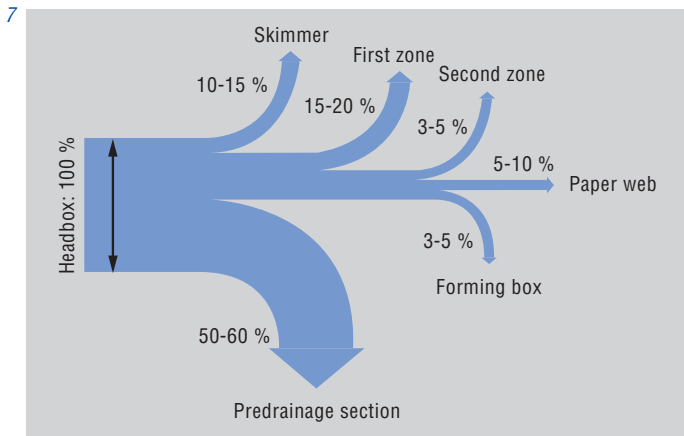 7
Skimmer
First zone
Second zone
10-15 %
15-20 %
3-5 %
5-10 %
Paper web
Headbox: 100 %
3-5 %
Forming box
50-60 %
Predrainage section